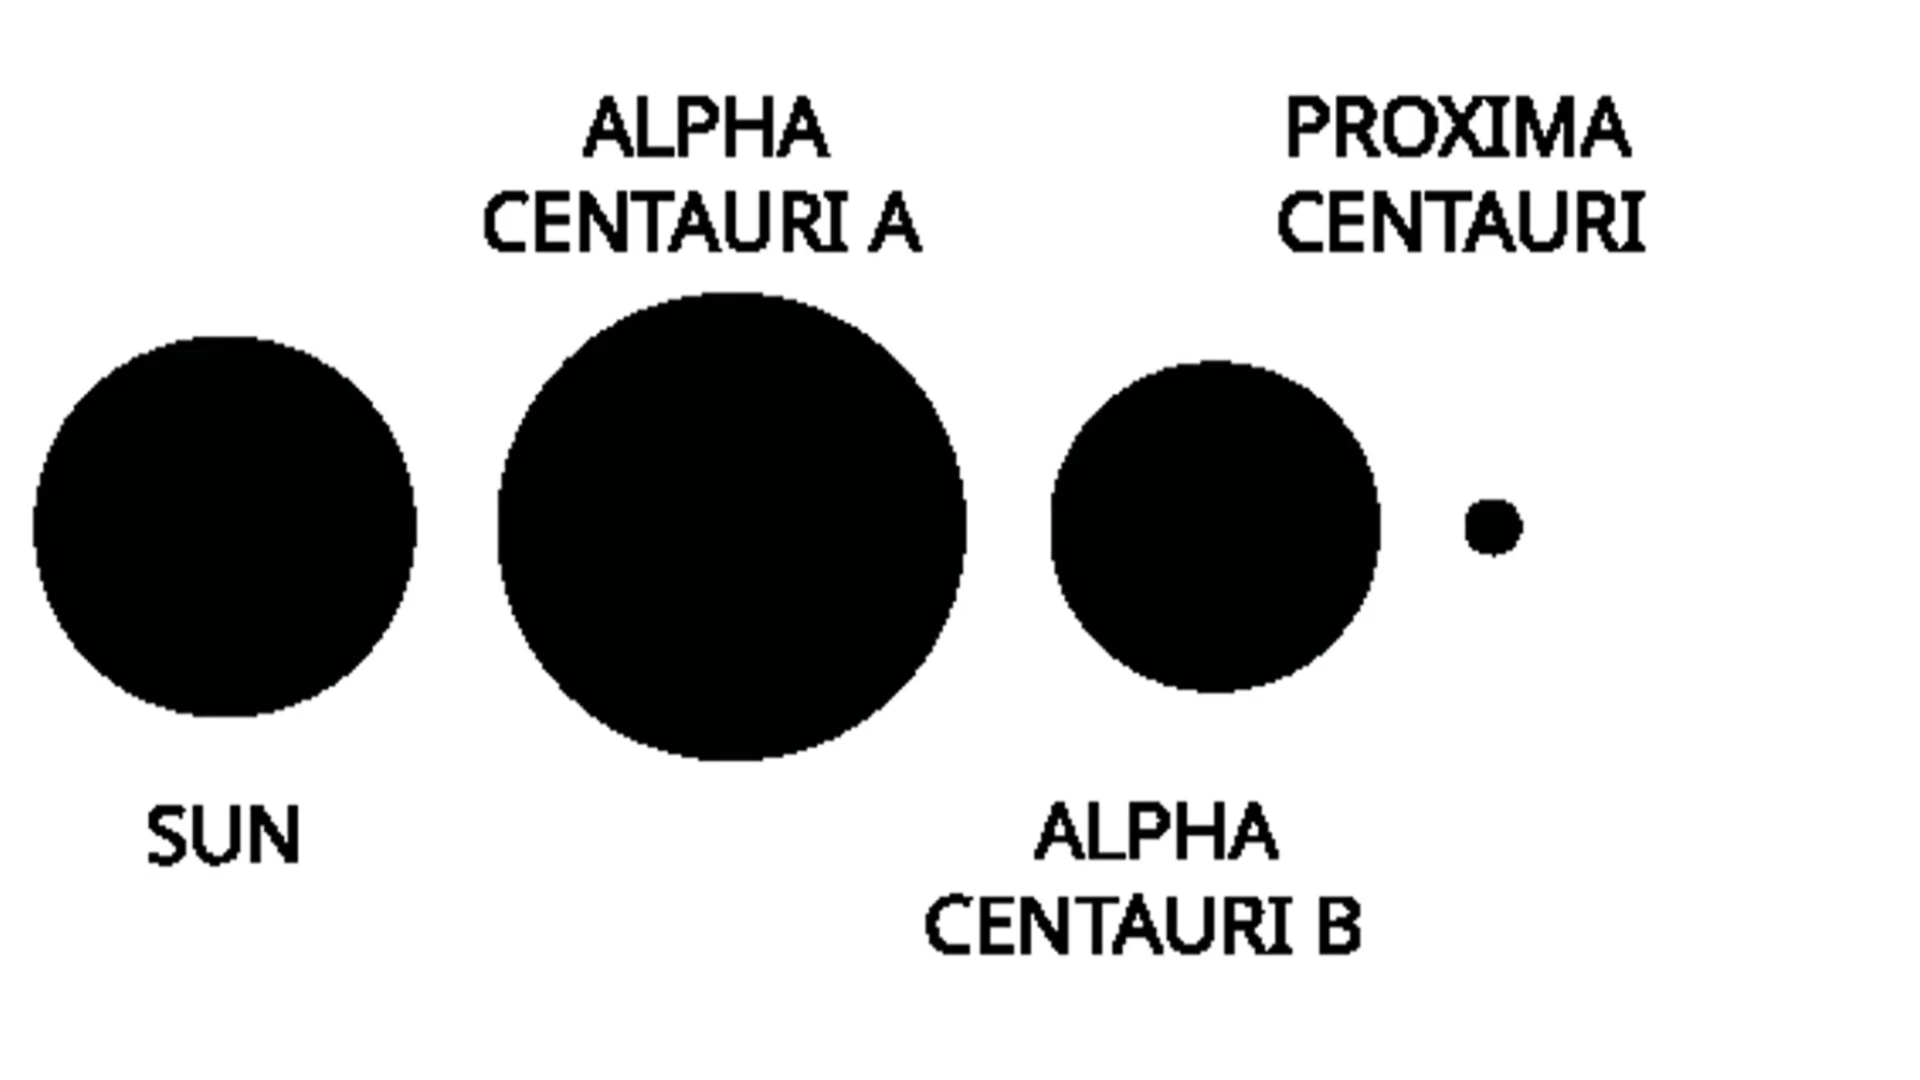 ALPHA
CENTAURI A
PROXIMA
CENTAURI
SUN
ALPHA
CENTAURI B